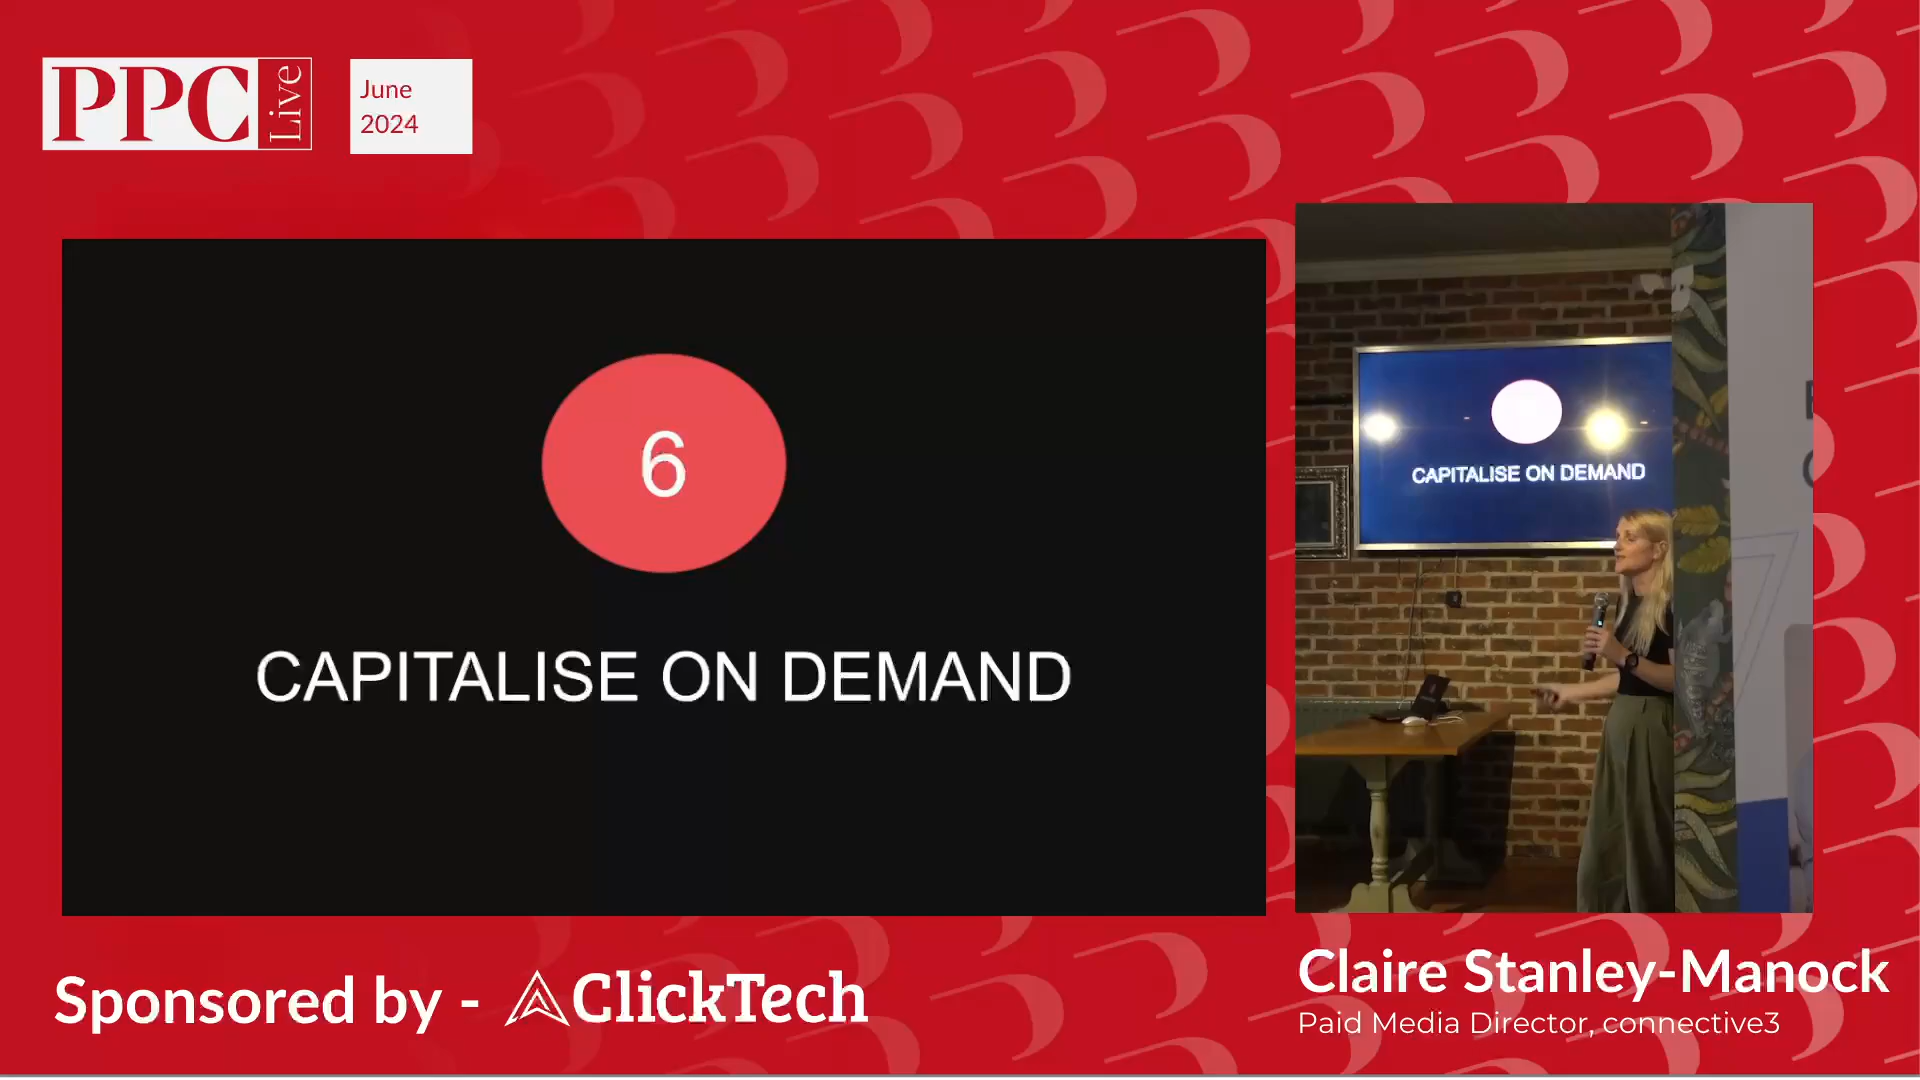 PPC Live
June
2024
6
CAPITALISE ON DEMAND
CAPITALISE ON DEMAND
Sponsored by - ClickTech
Claire Stanley-Manock
Paid Media Director, connective3